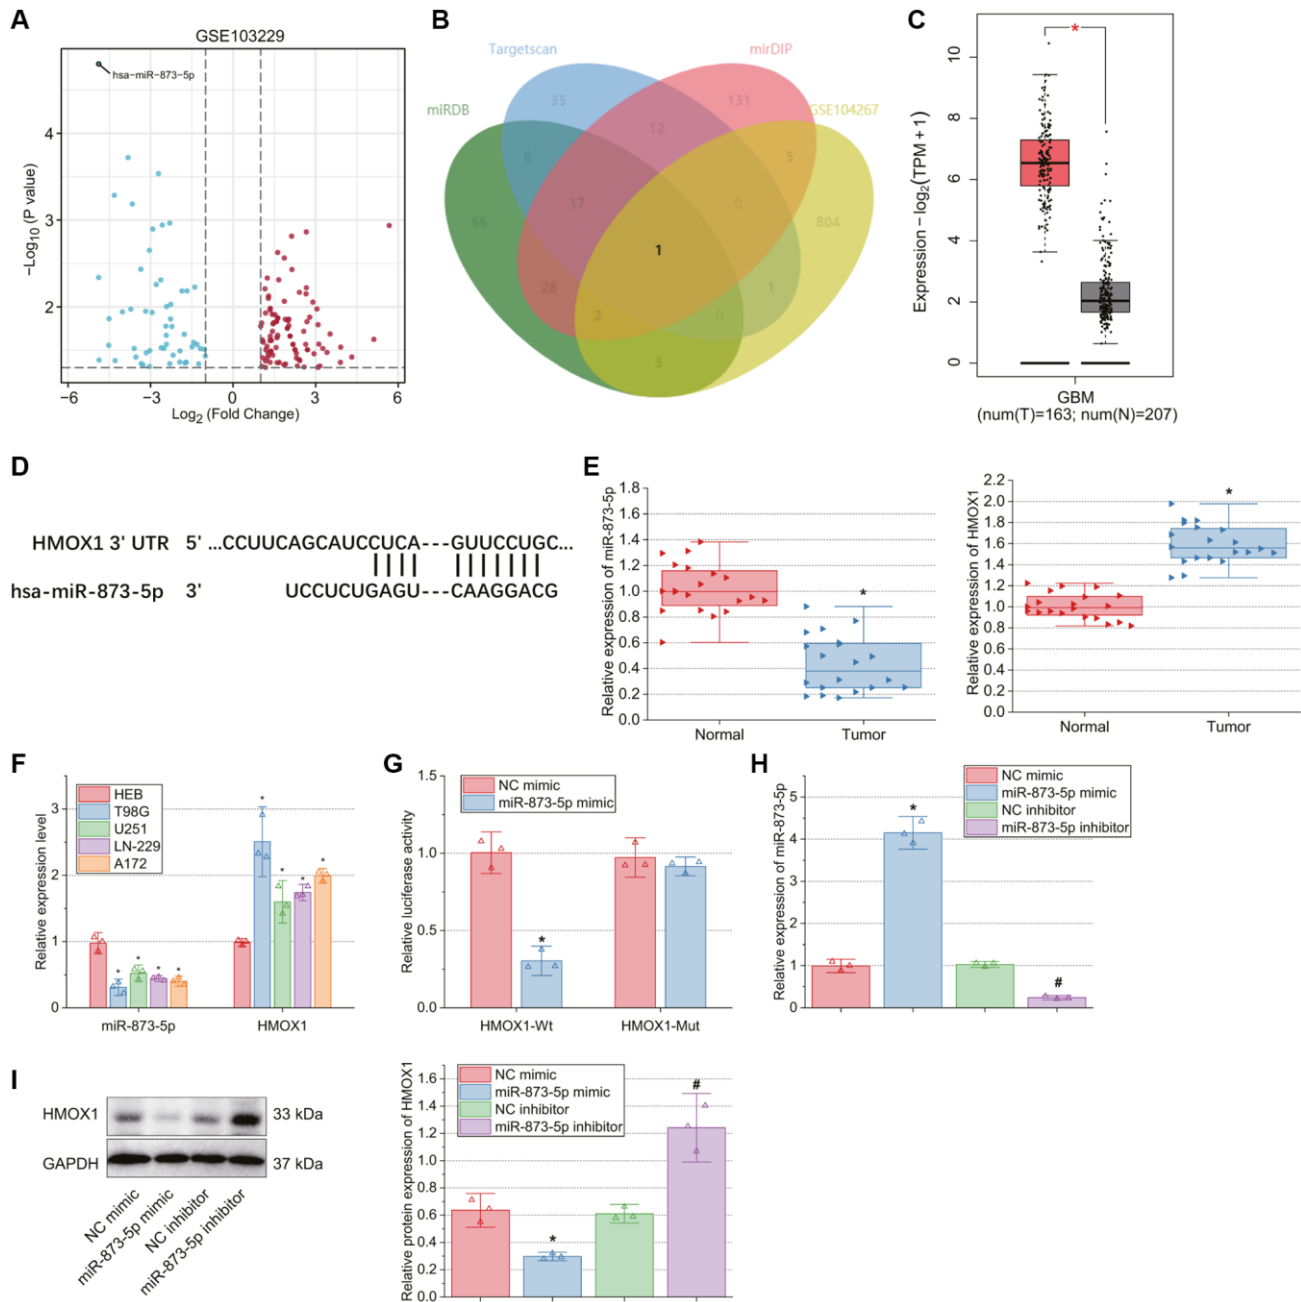 A
GSE103229
hsa-miR-873-5p
−Log10 (P value)
4
3
2
−6
−3
0
3
6
Log2 (Fold Change)
B
Targetscan
mirDIP
miRDB
GSE104267
35
131
12
6
5
66
17
0
804
1
28
1
2
0
3
C
*
Expression − log2(TPM + 1)
10
8
6
4
2
0
GBM
(num(T)=163; num(N)=207)
D
HMOX1 3' UTR 5' ...CCUUCAGCAUCCUCA---GUUCCUGC...
hsa-miR-873-5p 3' UCCUCUGAGU---CAAGGACG
E
Relative expression of miR-873-5p
1.8
1.6
1.4
1.2
1.0
0.8
0.6
0.4
0.2
0.0
*
Normal
Tumor
Relative expression of HMOX1
2.2
2.0
1.8
1.6
1.4
1.2
1.0
0.8
0.6
0.4
0.2
0.0
*
Normal
Tumor
F
Relative expression level
3
2
1
0
HEB
T98G
U251
LN-229
A172
* * * *
* * * *
miR-873-5p
HMOX1
G
Relative luciferase activity
1.5
1.0
0.5
0.0
NC mimic
miR-873-5p mimic
*
HMOX1-Wt
HMOX1-Mut
H
Relative expression of miR-873-5p
5
4
3
2
1
0
NC mimic
miR-873-5p mimic
NC inhibitor
miR-873-5p inhibitor
*
#
I
HMOX1
33 kDa
GAPDH
37 kDa
NC mimic
miR-873-5p mimic
NC inhibitor
miR-873-5p inhibitor
Relative protein expression of HMOX1
1.6
1.4
1.2
1.0
0.8
0.6
0.4
0.2
0.0
NC mimic
miR-873-5p mimic
NC inhibitor
miR-873-5p inhibitor
*
#